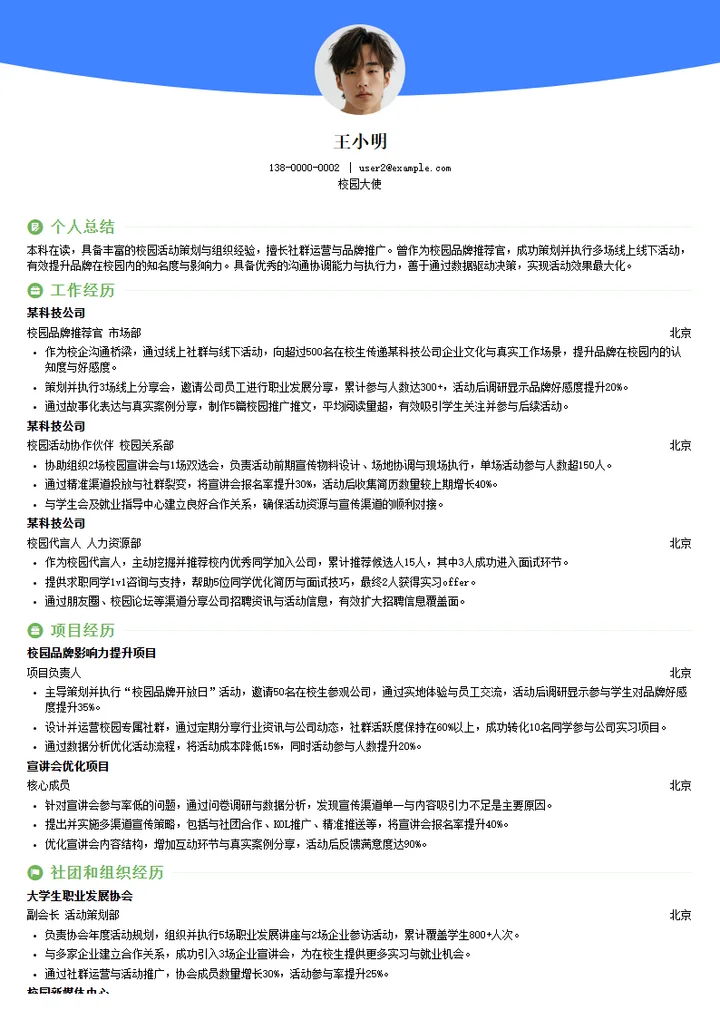 王小明
138-0000-0002 | user2@example.com
校园大使
个人总结
本科在读，具备丰富的校园活动策划与组织经验，擅长社群运营与品牌推广。曾作为校园品牌推荐官，成功策划并执行多场线上线下活动，
有效提升品牌在校园内的知名度与影响力。具备优秀的沟通协调能力与执行力，善于通过数据驱动决策，实现活动效果最大化。
工作经历
某科技公司
校园品牌推荐官 市场部 北京
• 作为校企沟通桥梁，通过线上社群与线下活动，向超过500名在校生传递某科技公司企业文化与真实工作场景，提升品牌在校园内的认
知度与好感度。
• 策划并执行3场线上分享会，邀请公司员工进行职业发展分享，累计参与人数达300+，活动后调研显示品牌好感度提升20%。
• 通过故事化表达与真实案例分享，制作5篇校园推广推文，平均阅读量超，有效吸引学生关注并参与后续活动。
某科技公司
校园活动协作伙伴 校园关系部 北京
• 协助组织2场校园宣讲会与1场双选会，负责活动前期宣传物料设计、场地协调与现场执行，单场活动参与人数超150人。
• 通过精准渠道投放与社群裂变，将宣讲会报名率提升30%，活动后收集简历数量较上期增长40%。
• 与学生会及就业指导中心建立良好合作关系，确保活动资源与宣传渠道的顺利对接。
某科技公司
校园代言人 人力资源部 北京
• 作为校园代言人，主动挖掘并推荐校内优秀同学加入公司，累计推荐候选人15人，其中3人成功进入面试环节。
• 提供求职同学1v1咨询与支持，帮助5位同学优化简历与面试技巧，最终2人获得实习offer。
• 通过朋友圈、校园论坛等渠道分享公司招聘资讯与活动信息，有效扩大招聘信息覆盖面。
项目经历
校园品牌影响力提升项目
项目负责人 北京
• 主导策划并执行“校园品牌开放日”活动，邀请50名在校生参观公司，通过实地体验与员工交流，活动后调研显示参与学生对品牌好感
度提升35%。
• 设计并运营校园专属社群，通过定期分享行业资讯与公司动态，社群活跃度保持在60%以上，成功转化10名同学参与公司实习项目。
• 通过数据分析优化活动流程，将活动成本降低15%，同时活动参与人数提升20%。
宣讲会优化项目
核心成员 北京
• 针对宣讲会参与率低的问题，通过问卷调研与数据分析，发现宣传渠道单一与内容吸引力不足是主要原因。
• 提出并实施多渠道宣传策略，包括与社团合作、KOL推广、精准推送等，将宣讲会报名率提升40%。
• 优化宣讲会内容结构，增加互动环节与真实案例分享，活动后反馈满意度达90%。
社团和组织经历
大学生职业发展协会
副会长 活动策划部 北京
• 负责协会年度活动规划，组织并执行5场职业发展讲座与2场企业参访活动，累计覆盖学生800+人次。
• 与多家企业建立合作关系，成功引入3场企业宣讲会，为在校生提供更多实习与就业机会。
• 通过社群运营与活动推广，协会成员数量增长30%，活动参与率提升25%。
校园新媒体中心